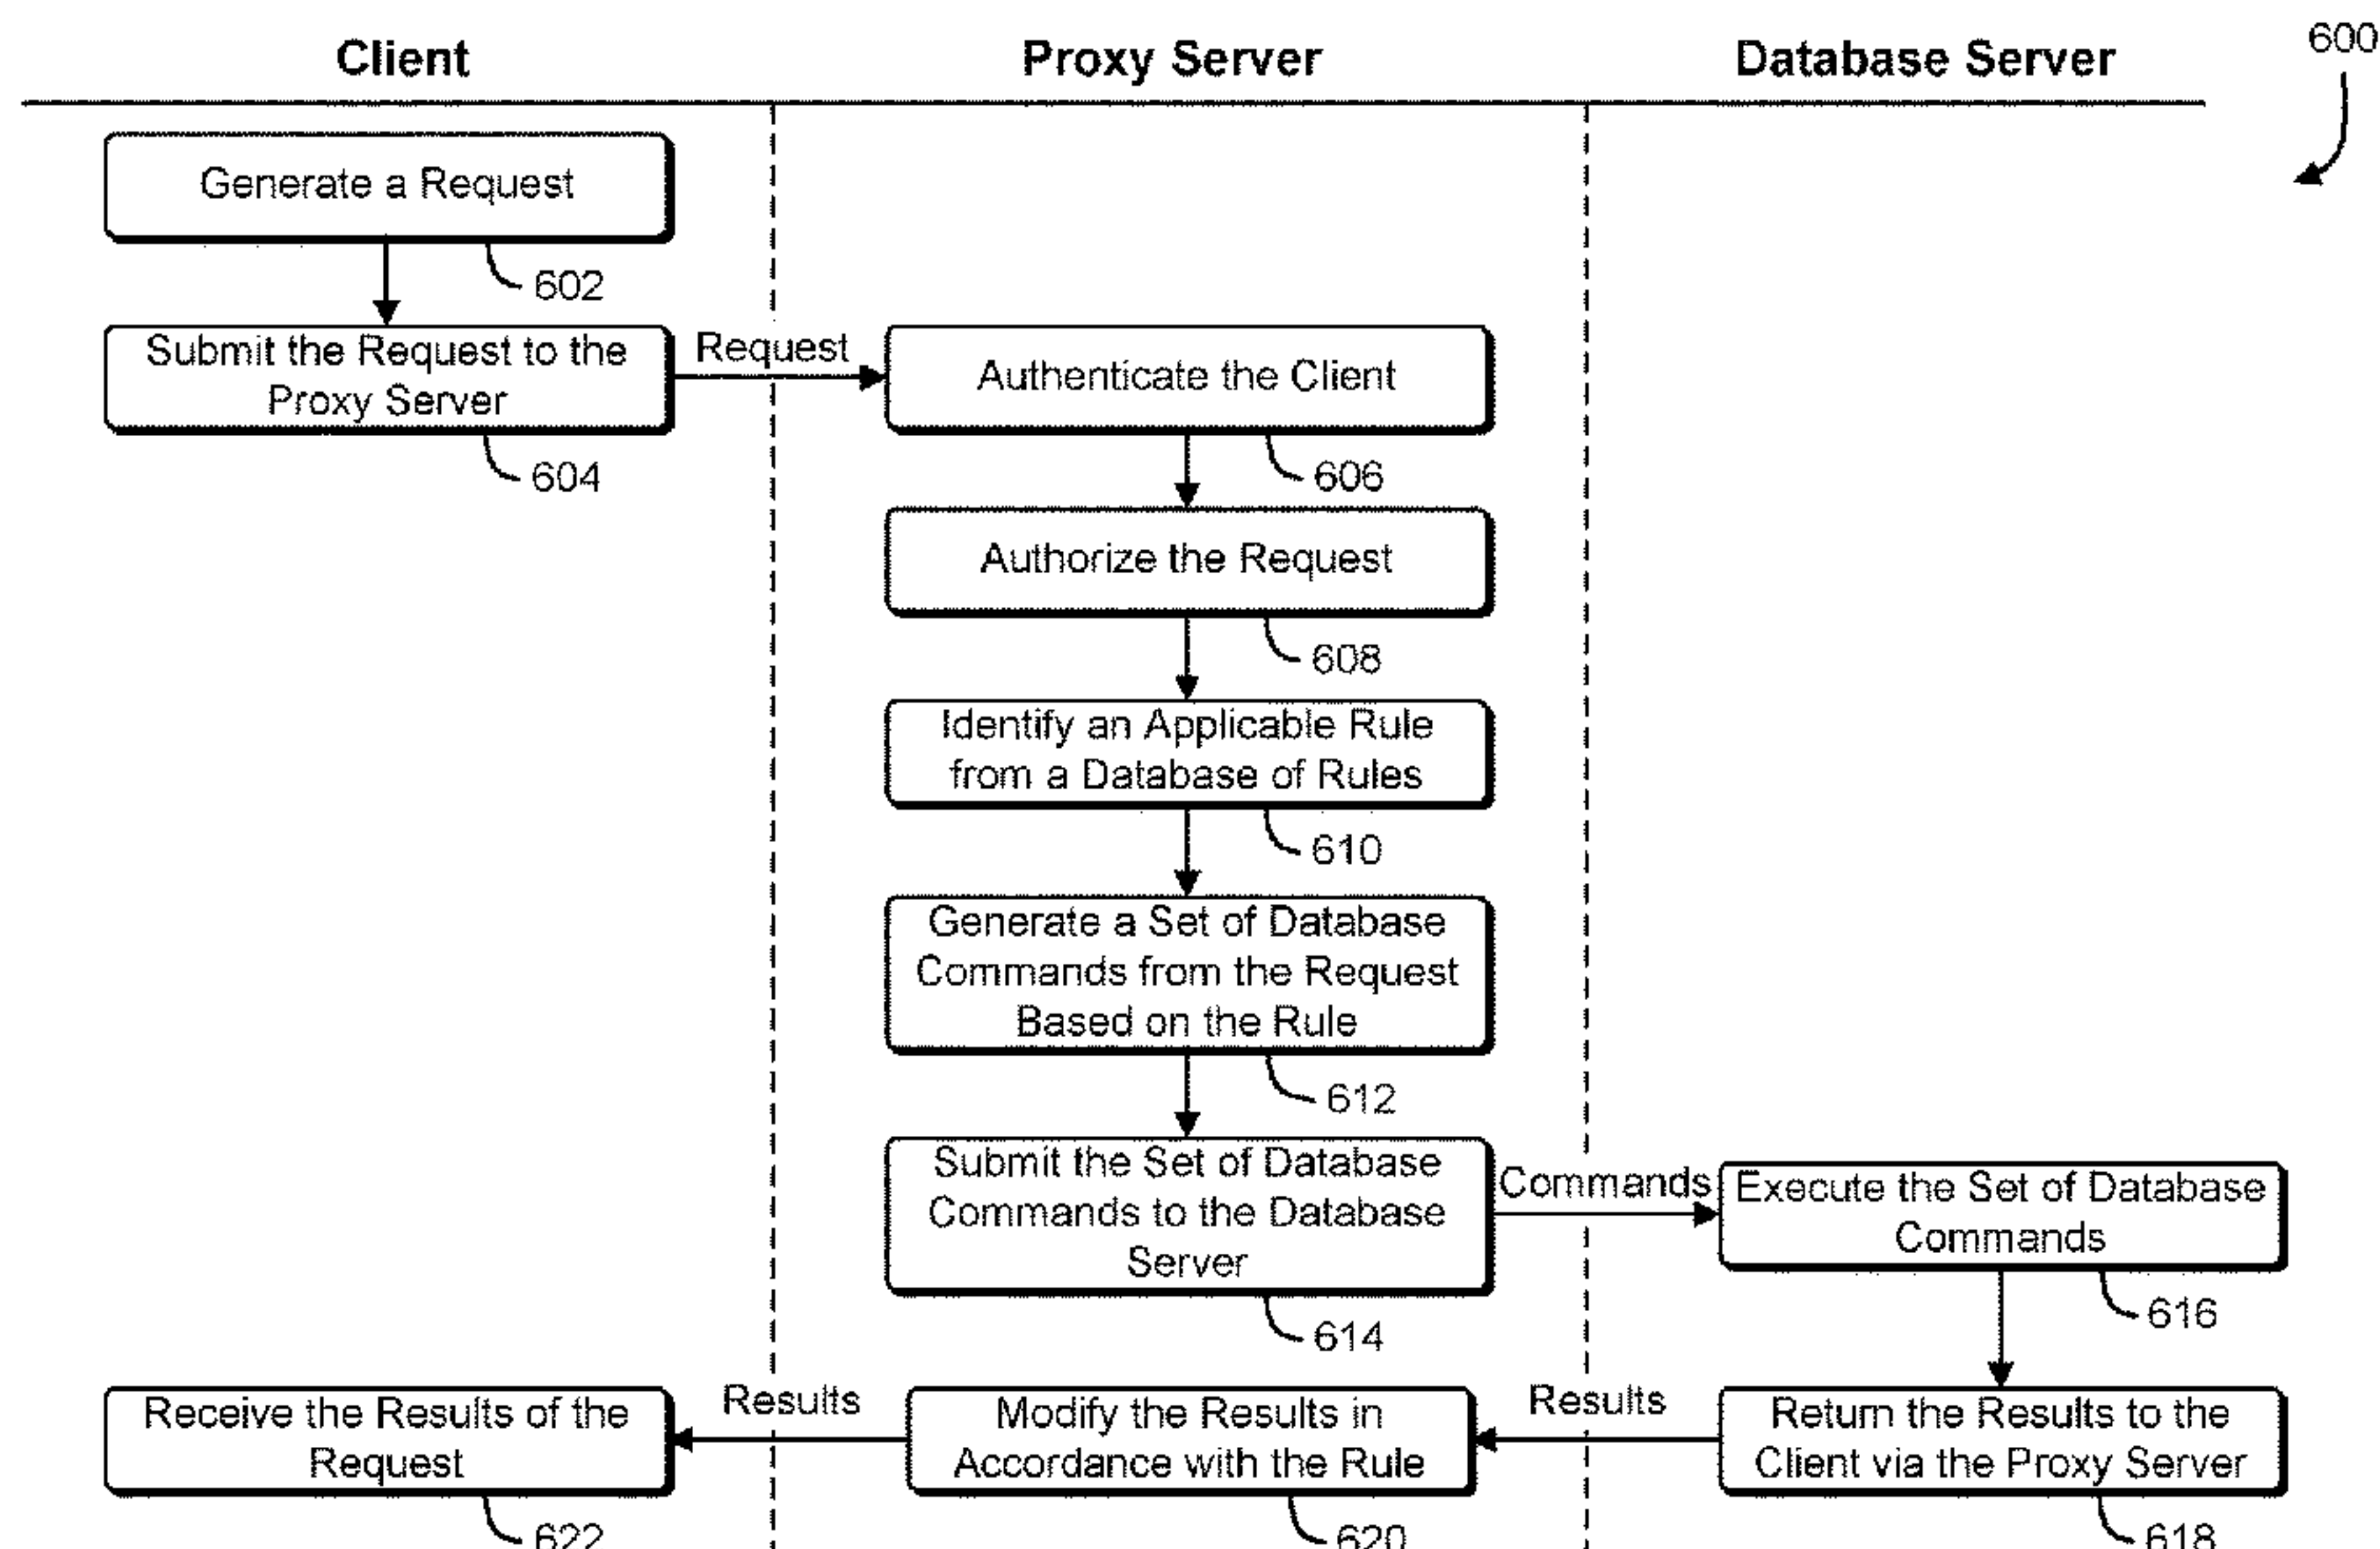 Client
Proxy Server
Database Server
600
Generate a Request
602
Submit the Request to the
Proxy Server
604
Request
Authenticate the Client
606
Authorize the Request
608
Identify an Applicable Rule
from a Database of Rules
610
Generate a Set of Database
Commands from the Request
Based on the Rule
612
Submit the Set of Database
Commands to the Database
Server
614
Commands
Execute the Set of Database
Commands
616
Return the Results to the
Client via the Proxy Server
618
Results
Modify the Results in
Accordance with the Rule
620
Results
Receive the Results of the
Request
622